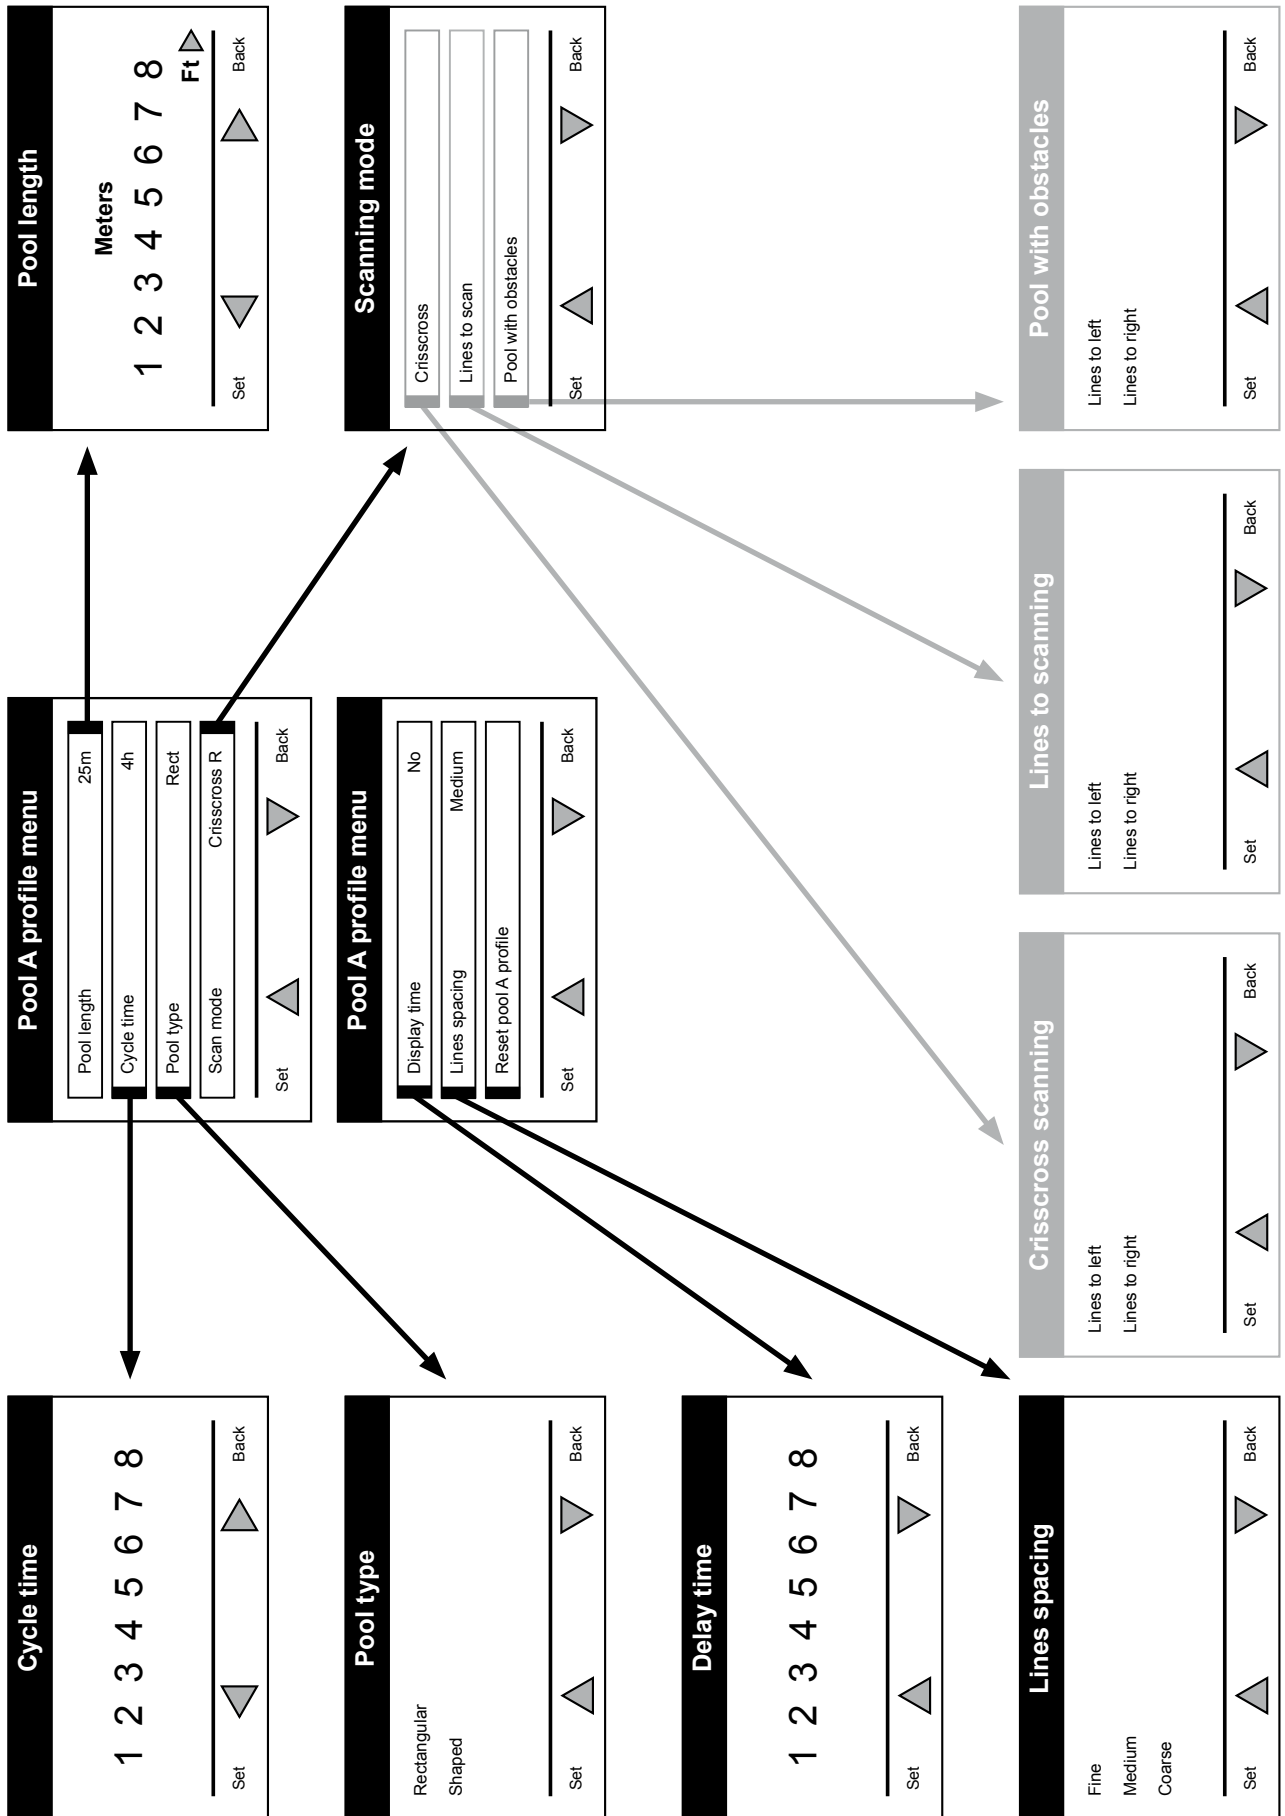 Cycle time
1 2 3 4 5 6 7 8
Set Back
Pool type
Rectangular
Shaped
Set Back
Delay time
1 2 3 4 5 6 7 8
Set Back
Lines spacing
Fine
Medium
Coarse
Set Back
Pool A profile menu
Pool length 25m
Cycle time 4h
Pool type Rect
Scan mode Crisscross R
Set Back
Pool A profile menu
Display time No
Lines spacing Medium
Reset pool A profile
Set Back
Pool length
Meters
1 2 3 4 5 6 7 8
Ft
Set Back
Scanning mode
Crisscross
Lines to scan
Pool with obstacles
Set Back
Crisscross scanning
Lines to left
Lines to right
Set Back
Lines to scanning
Lines to left
Lines to right
Set Back
Pool with obstacles
Lines to left
Lines to right
Set Back